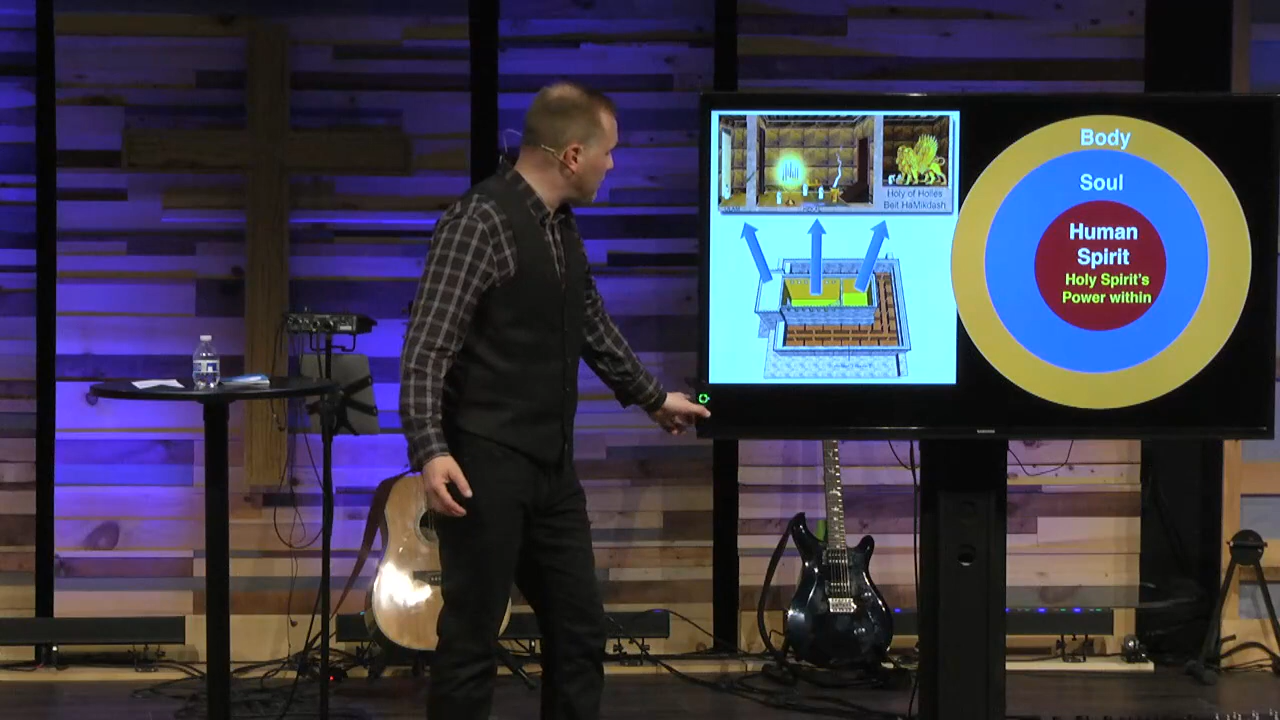 Holy of Holies
Beit HaMikdash
Body
Soul
Human
Spirit
Holy Spirit's
Power within